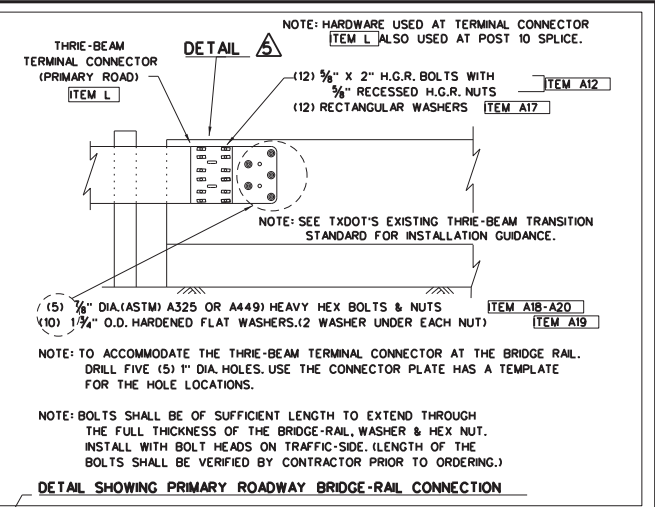 NOTE: HARDWARE USED AT TERMINAL CONNECTOR
ITEM L ALSO USED AT POST 10 SPLICE.
THRIE-BEAM
TERMINAL CONNECTOR
(PRIMARY ROAD)
ITEM L
DETAIL 5
(12) 5/8" X 2" H.G.R. BOLTS WITH
5/8" RECESSED H.G.R. NUTS
ITEM A12
(12) RECTANGULAR WASHERS ITEM A17
NOTE: SEE TXDOT'S EXISTING THRIE-BEAM TRANSITION
STANDARD FOR INSTALLATION GUIDANCE.
(5) 7/8" DIA.(ASTM) A325 OR A449) HEAVY HEX BOLTS & NUTS ITEM A18-A20
(10) 1 3/4" O.D. HARDENED FLAT WASHERS.(2 WASHER UNDER EACH NUT) ITEM A19
NOTE: TO ACCOMMODATE THE THRIE-BEAM TERMINAL CONNECTOR AT THE BRIDGE RAIL.
DRILL FIVE (5) 1" DIA. HOLES. USE THE CONNECTOR PLATE HAS A TEMPLATE
FOR THE HOLE LOCATIONS.
NOTE: BOLTS SHALL BE OF SUFFICIENT LENGTH TO EXTEND THROUGH
THE FULL THICKNESS OF THE BRIDGE-RAIL, WASHER & HEX NUT.
INSTALL WITH BOLT HEADS ON TRAFFIC-SIDE. (LENGTH OF THE
BOLTS SHALL BE VERIFIED BY CONTRACTOR PRIOR TO ORDERING.)
DETAIL SHOWING PRIMARY ROADWAY BRIDGE-RAIL CONNECTION